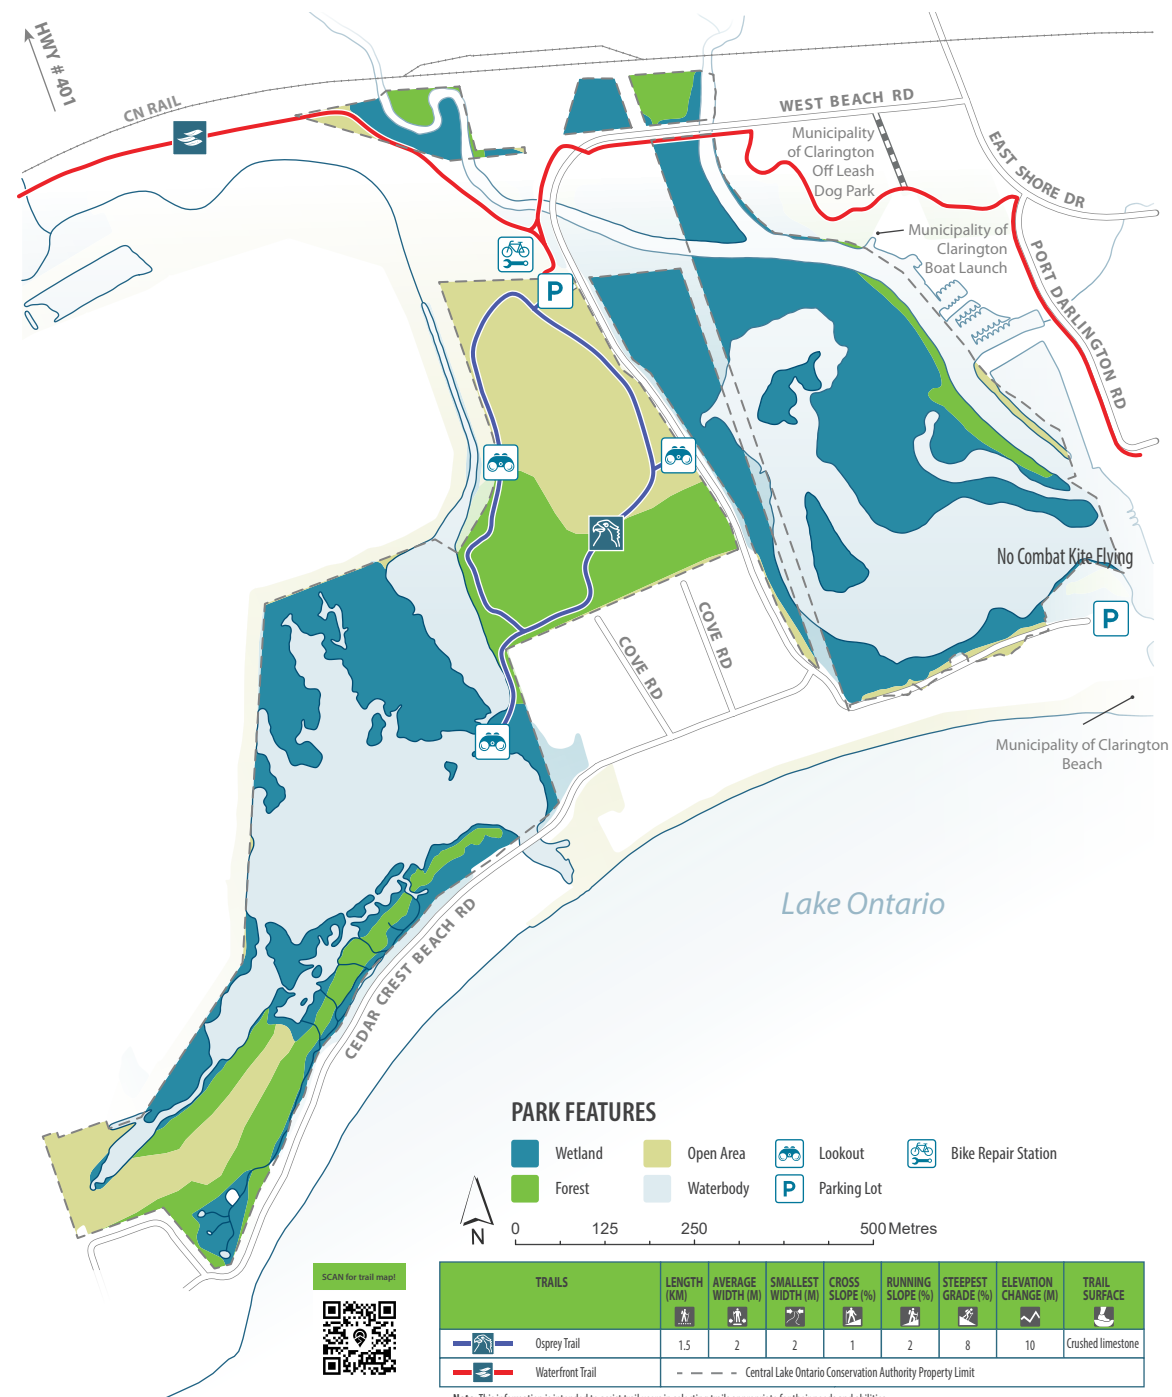 HWY # 401
CN RAIL
WEST BEACH RD
EAST SHORE DR
Municipality
of Clarington
Off Leash
Dog Park
Municipality of
Clarington
Boat Launch
PORT DARLINGTON RD
P
No Combat Kite Flying
P
COVE RD
COVE RD
Municipality of Clarington
Beach
Lake Ontario
CEDAR CREST BEACH RD
PARK FEATURES
Wetland
Open Area
Lookout
Bike Repair Station
Forest
Waterbody
P
Parking Lot
N
0 125 250 500 Metres
SCAN for trail map!
TRAILS
LENGTH (KM)
AVERAGE WIDTH (M)
SMALLEST WIDTH (M)
CROSS SLOPE (%)
RUNNING SLOPE (%)
STEEPEST GRADE (%)
ELEVATION CHANGE (M)
TRAIL SURFACE
Osprey Trail 1.5 2 2 1 2 8 10 Crushed limestone
Waterfront Trail
Central Lake Ontario Conservation Authority Property Limit